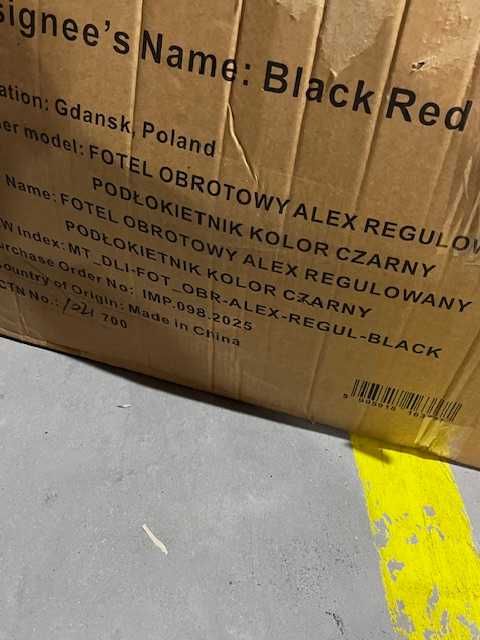 signee's Name: Black Red
ation: Gdansk, Poland
er model: FOTEL OBROTOWY ALEX REGULOW
PODŁOKIETNIK KOLOR CZARNY
Name: FOTEL OBROTOWY ALEX REGULOWANY
PODŁOKIETNIK KOLOR CZARNY
W Index: MT_DLI-FOT_OBR-ALEX-REGUL-BLACK
urchase Order No: IMP.098.2025
ountry of Origin: Made in China
CTN No.: 700